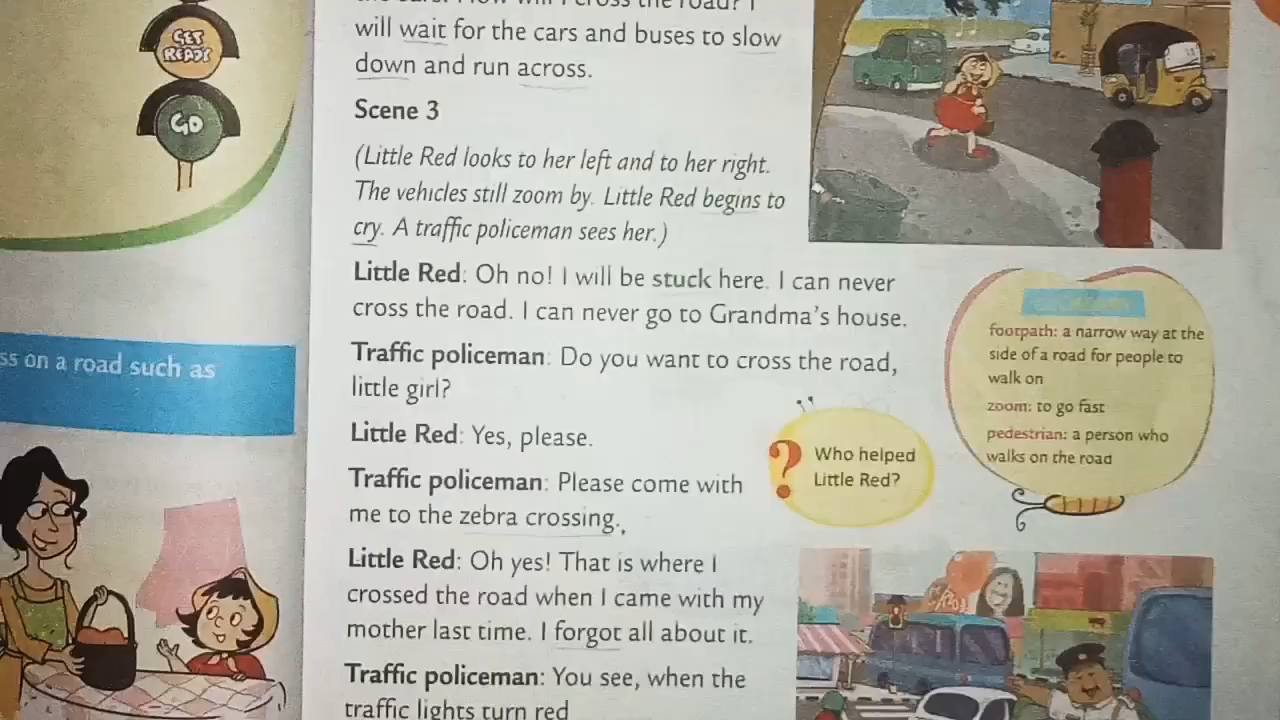 GET
READY
GO
ss on a road such as
will wait for the cars and buses to slow
down and run across.
Scene 3
(Little Red looks to her left and to her right.
The vehicles still zoom by. Little Red begins to
cry. A traffic policeman sees her.)
Little Red: Oh no! I will be stuck here. I can never
cross the road. I can never go to Grandma's house.
Traffic policeman: Do you want to cross the road,
little girl?
Little Red: Yes, please.
Traffic policeman: Please come with
me to the zebra crossing.
Little Red: Oh yes! That is where I
crossed the road when I came with my
mother last time. I forgot all about it.
Traffic policeman: You see, when the
traffic lights turn red
? Who helped
Little Red?
footpath: a narrow way at the
side of a road for people to
walk on
zoom: to go fast
pedestrian: a person who
walks on the road